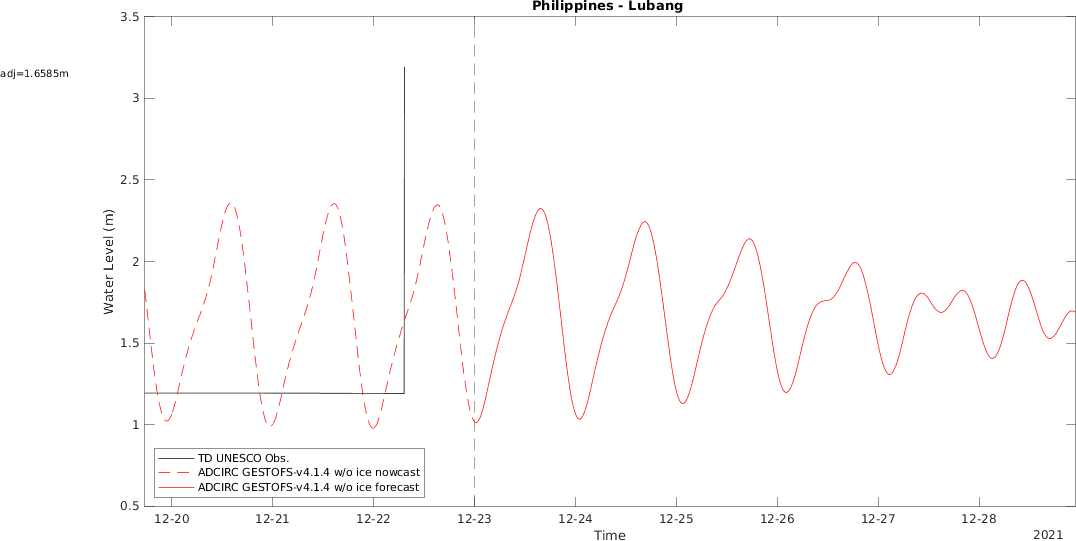 Philippines - Lubang
adj=1.6585m
3.5
3
2.5
2
1.5
1
0.5
Water Level (m)
TD UNESCO Obs.
ADCIRC GESTOFS-v4.1.4 w/o ice nowcast
ADCIRC GESTOFS-v4.1.4 w/o ice forecast
12-20 12-21 12-22 12-23 12-24 12-25 12-26 12-27 12-28
Time
2021